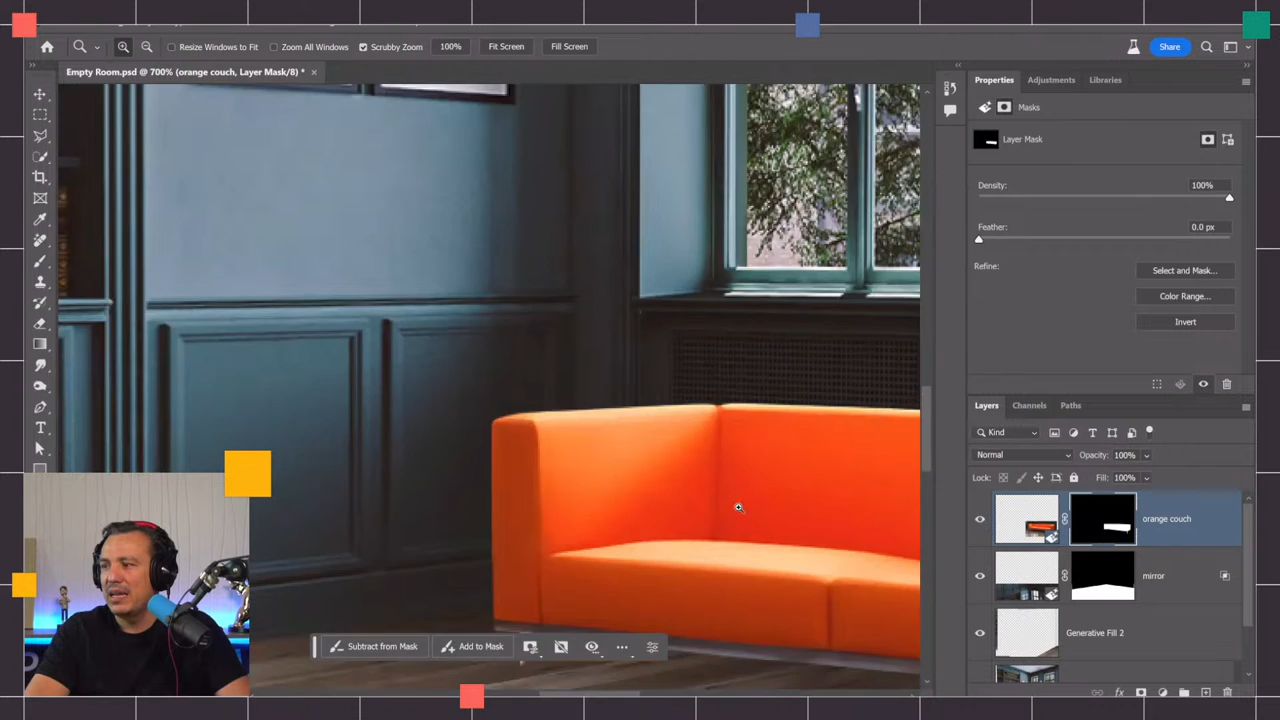 Resize Windows to Fit
Zoom All Windows
Scrubby Zoom
100%
Fit Screen
Fill Screen
Share
Empty Room.psd @ 700% (orange couch, Layer Mask/8) *
Properties
Adjustments
Libraries
Masks
Layer Mask
Density:
100%
Feather:
0.0 px
Refine:
Select and Mask...
Color Range...
Invert
Layers
Channels
Paths
Kind
Normal
Opacity:
100%
Lock:
Fill:
100%
orange couch
mirror
Generative Fill 2
Subtract from Mask
Add to Mask